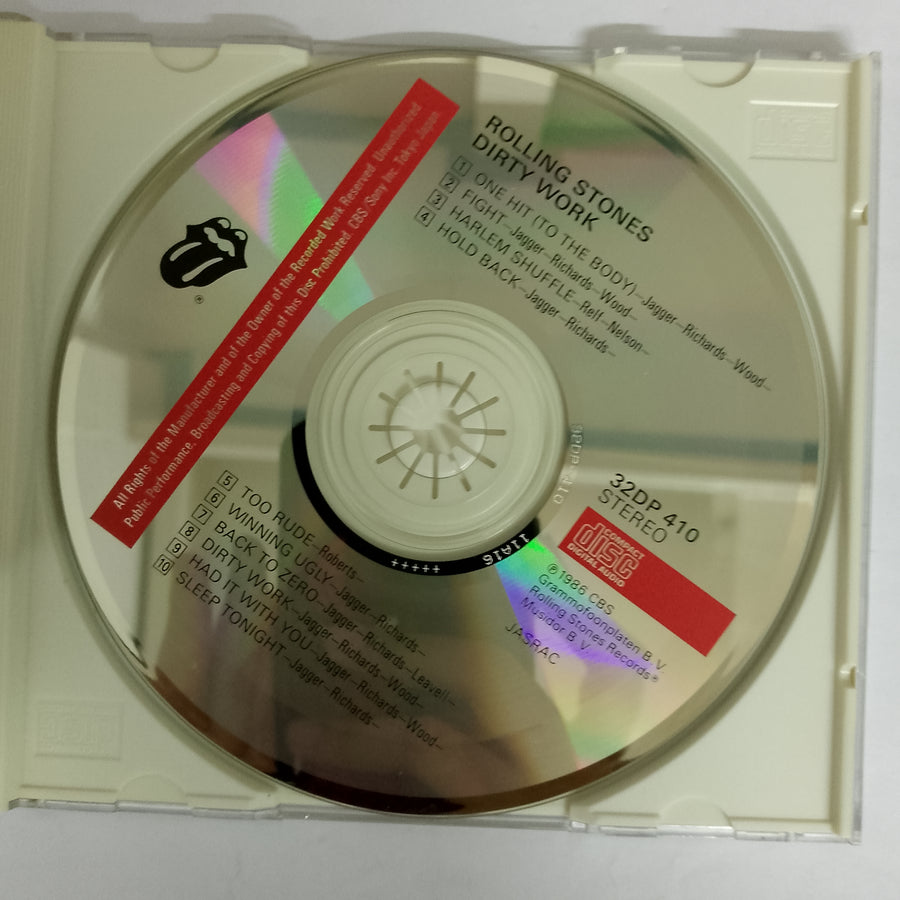 ROLLING STONES
DIRTY WORK
1 ONE HIT (TO THE BODY)–Jagger–Richards–Wood–
2 FIGHT–Jagger–Richards–Wood–
3 HARLEM SHUFFLE–Relf–Nelson–
4 HOLD BACK–Jagger–Richards–
All Rights of the Manufacturer and of the Owner of the Recorded Work Reserved. Unauthorized
Public Performance, Broadcasting and Copying of this Disc Prohibited. CBS/Sony Inc. Tokyo Japan
®
32DP-410
32DP 410
STEREO
COMPACT
disc
DIGITAL AUDIO
℗1986 CBS
Grammofoonplaten B.V.
Rolling Stones Records®
Musidor B.V.
JASRAC
11A16 +++++
5 TOO RUDE–Roberts–
6 WINNING UGLY–Jagger–Richards–
7 BACK TO ZERO–Jagger–Richards–Leavell–
8 DIRTY WORK–Jagger–Richards–Wood–
9 HAD IT WITH YOU–Jagger–Richards–Wood–
10 SLEEP TONIGHT–Jagger–Richards–